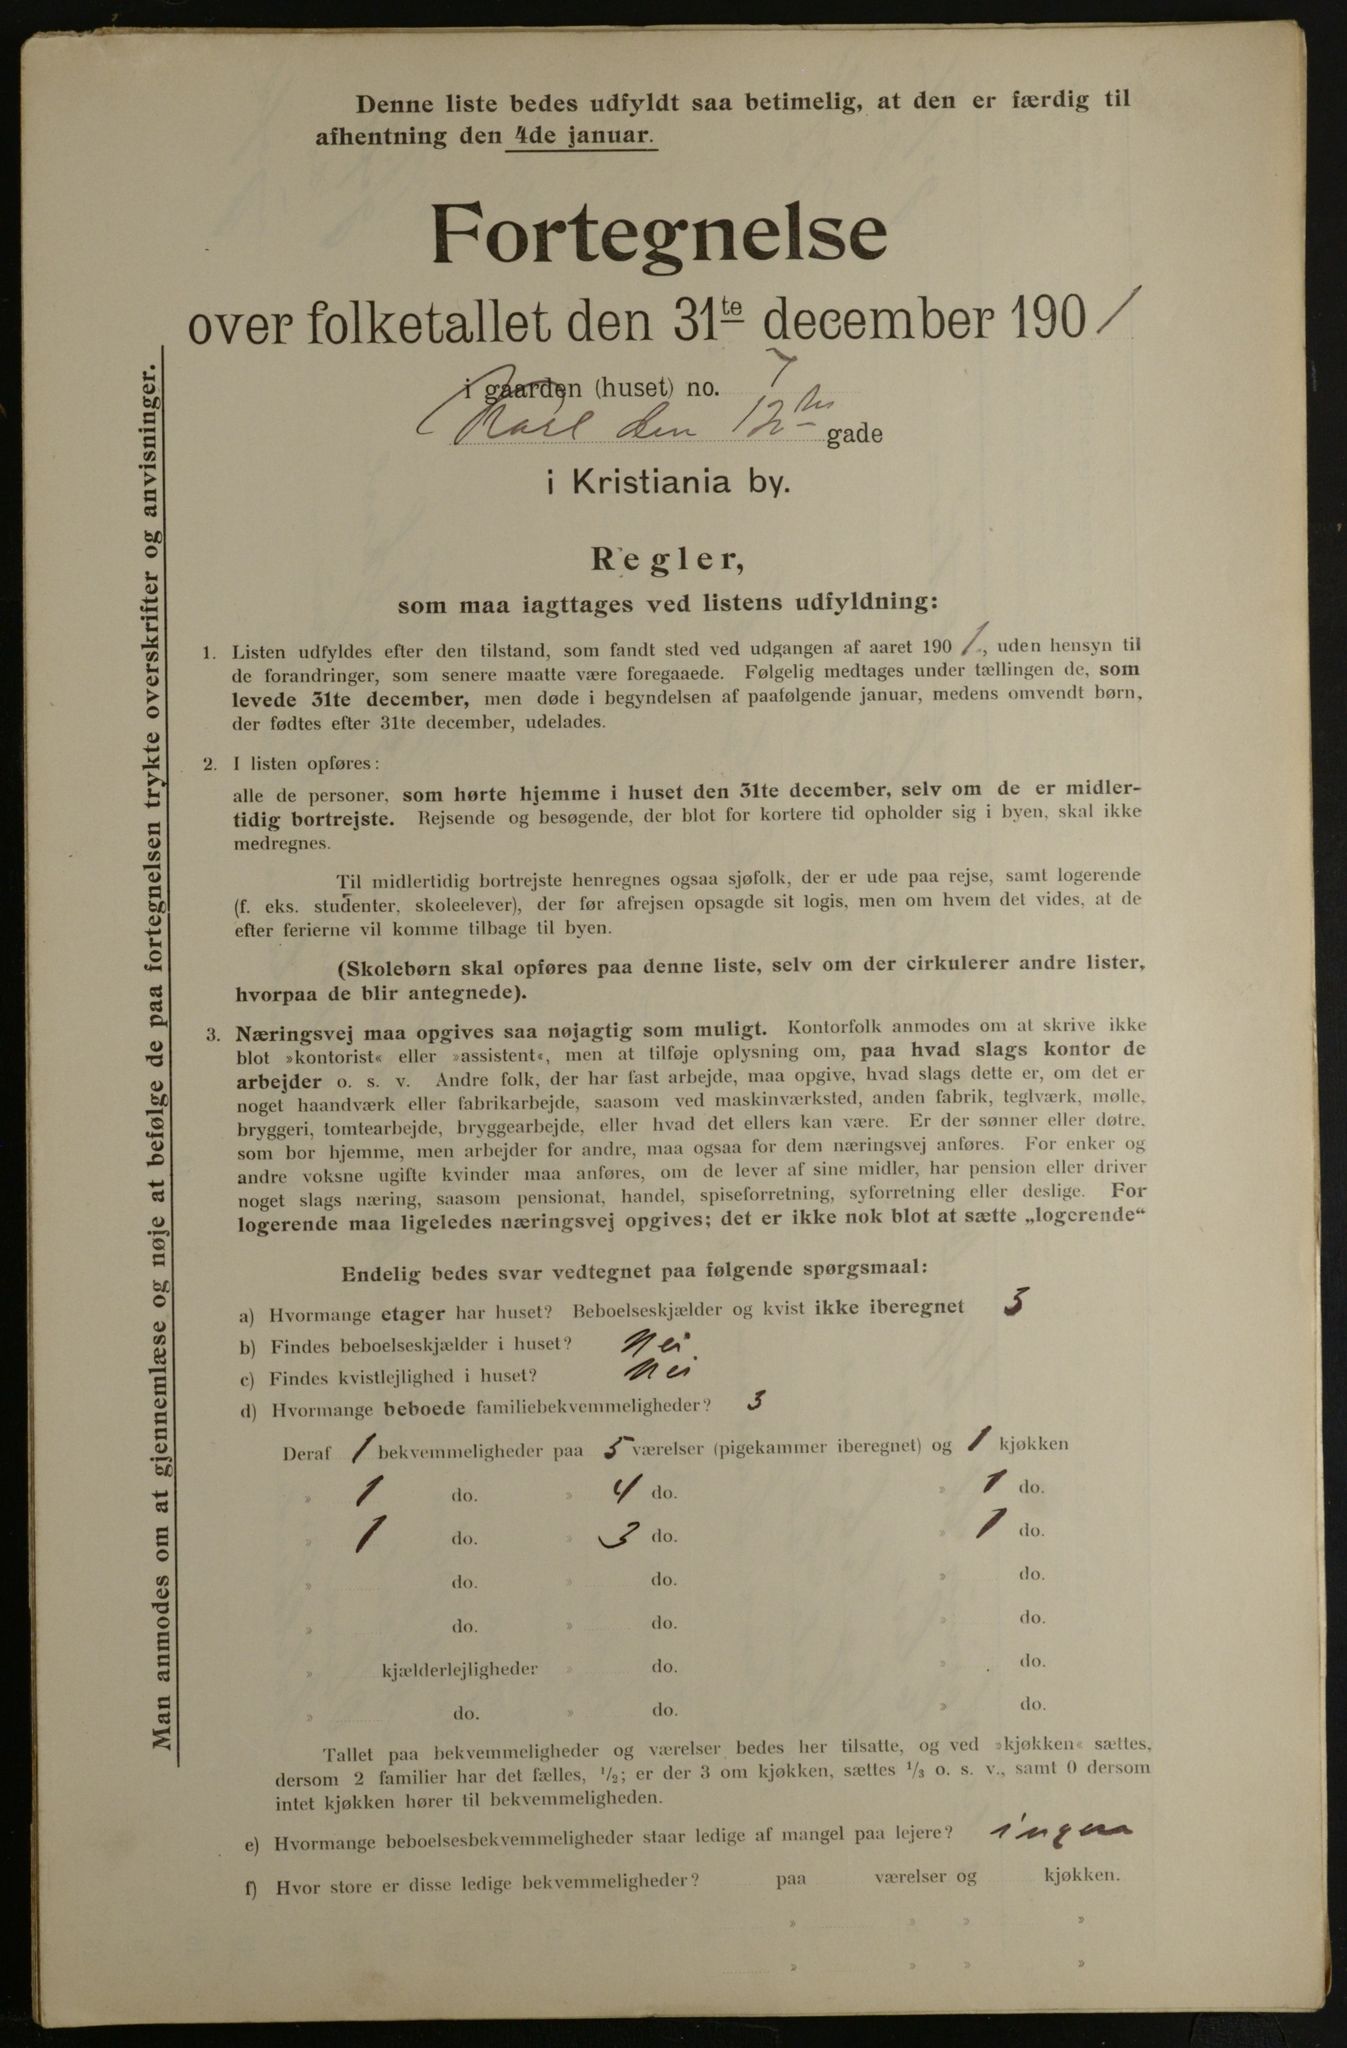 Denne liste bedes udfyldt saa betimelig, at den er færdig til
afhentning den 4de januar.
Fortegnelse
over folketallet den 31te december 1901
i gaarden (huset) no. 7
Karl den 12tes gade
i Kristiania by.
Regler,
som maa iagttages ved listens udfyldning:
1. Listen udfyldes efter den tilstand, som fandt sted ved udgangen af aaret 1901, uden hensyn til
de forandringer, som senere maatte være foregaaede. Følgelig medtages under tællingen de, som
levede 31te december, men døde i begyndelsen af paafølgende januar, medens omvendt børn,
der fødtes efter 31te december, udelades.
2. I listen opføres:
alle de personer, som hørte hjemme i huset den 31te december, selv om de er midler-
tidig bortrejste. Rejsende og besøgende, der blot for kortere tid opholder sig i byen, skal ikke
medregnes.
Til midlertidig bortrejste henregnes ogsaa sjøfolk, der er ude paa rejse, samt logerende
(f. eks. studenter, skoleelever), der før afrejsen opsagde sit logis, men om hvem det vides, at de
efter ferierne vil komme tilbage til byen.
(Skolebørn skal opføres paa denne liste, selv om der cirkulerer andre lister,
hvorpaa de blir antegnede).
3. Næringsvej maa opgives saa nøjagtig som muligt. Kontorfolk anmodes om at skrive ikke
blot »kontorist« eller »assistent«, men at tilføje oplysning om, paa hvad slags kontor de
arbejder o. s. v. Andre folk, der har fast arbejde, maa opgive, hvad slags dette er, om det er
noget haandværk eller fabrikarbejde, saasom ved maskinværksted, anden fabrik, teglværk, mølle,
bryggeri, tomtearbejde, bryggearbejde, eller hvad det ellers kan være. Er der sønner eller døtre,
som bor hjemme, men arbejder for andre, maa ogsaa for dem næringsvej anføres. For enker og
andre voksne ugifte kvinder maa anføres, om de lever af sine midler, har pension eller driver
noget slags næring, saasom pensionat, handel, spiseforretning, syforretning eller deslige. For
logerende maa ligeledes næringsvej opgives; det er ikke nok blot at sætte „logerende“
Endelig bedes svar vedtegnet paa følgende spørgsmaal:
a) Hvormange etager har huset? Beboelseskjælder og kvist ikke iberegnet 3
b) Findes beboelseskjælder i huset? Nei
c) Findes kvistlejlighed i huset? Nei
d) Hvormange beboede familiebekvemmeligheder? 3
Deraf 1 bekvemmeligheder paa 5 værelser (pigekammer iberegnet) og 1 kjøkken
» 1 do. » 4 do. » 1 do.
» 1 do. » 3 do. » 1 do.
» do. » do. » do.
» do. » do. » do.
» kjælderlejligheder » do. » do.
» do. » do. » do.
Tallet paa bekvemmeligheder og værelser bedes her tilsatte, og ved »kjøkken« sættes,
dersom 2 familier har det fælles, 1/2; er der 3 om kjøkken, sættes 1/3 o. s. v., samt 0 dersom
intet kjøkken hører til bekvemmeligheden.
e) Hvormange beboelsesbekvemmeligheder staar ledige af mangel paa lejere? ingen
f) Hvor store er disse ledige bekvemmeligheder? paa værelser og kjøkken.
» » » »
» » » »
Man anmodes om at gjennemlæse og nøje at befølge de paa fortegnelsen trykte overskrifter og anvisninger.